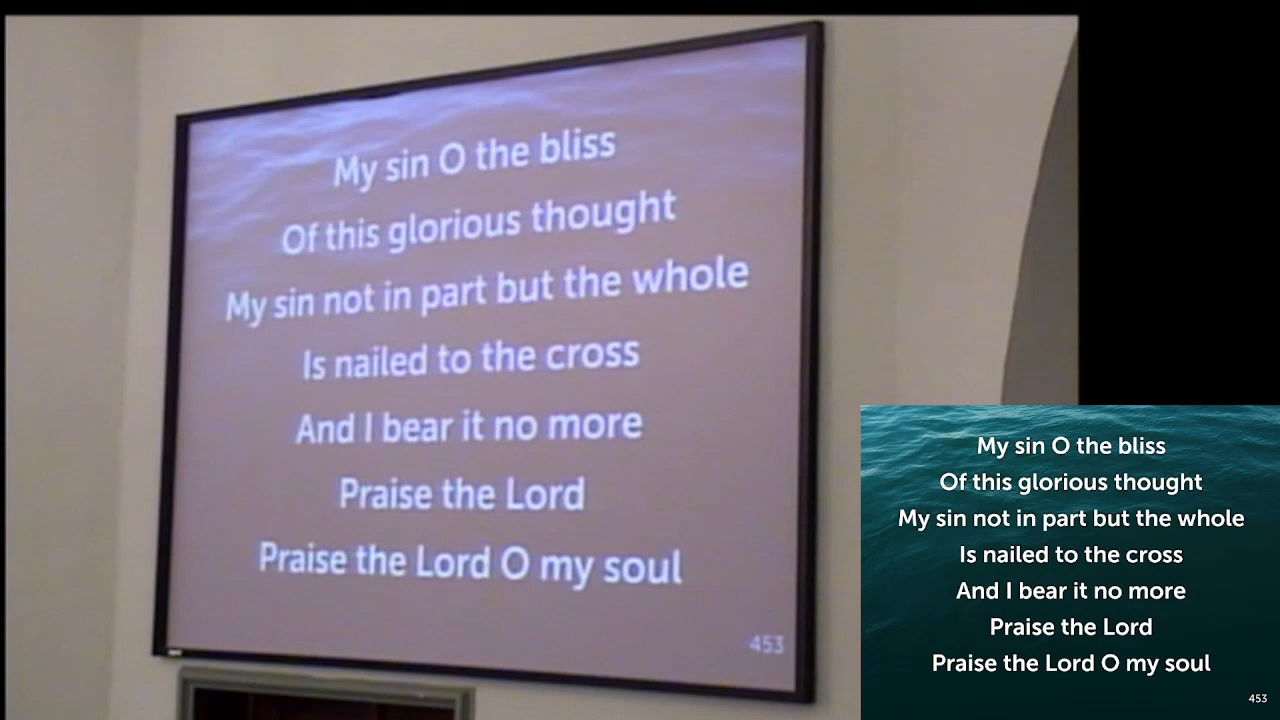 My sin O the bliss
Of this glorious thought
My sin not in part but the whole
Is nailed to the cross
And I bear it no more
Praise the Lord
Praise the Lord O my soul
453
My sin O the bliss
Of this glorious thought
My sin not in part but the whole
Is nailed to the cross
And I bear it no more
Praise the Lord
Praise the Lord O my soul
453